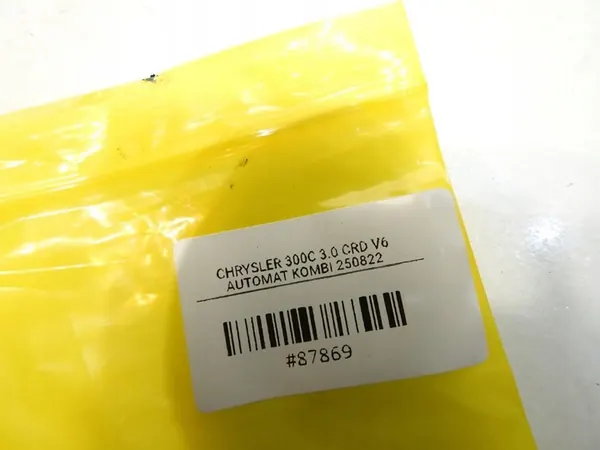 CHRYSLER 300C 3.0 CRD V6
AUTOMAT KOMBI 250822
#87869